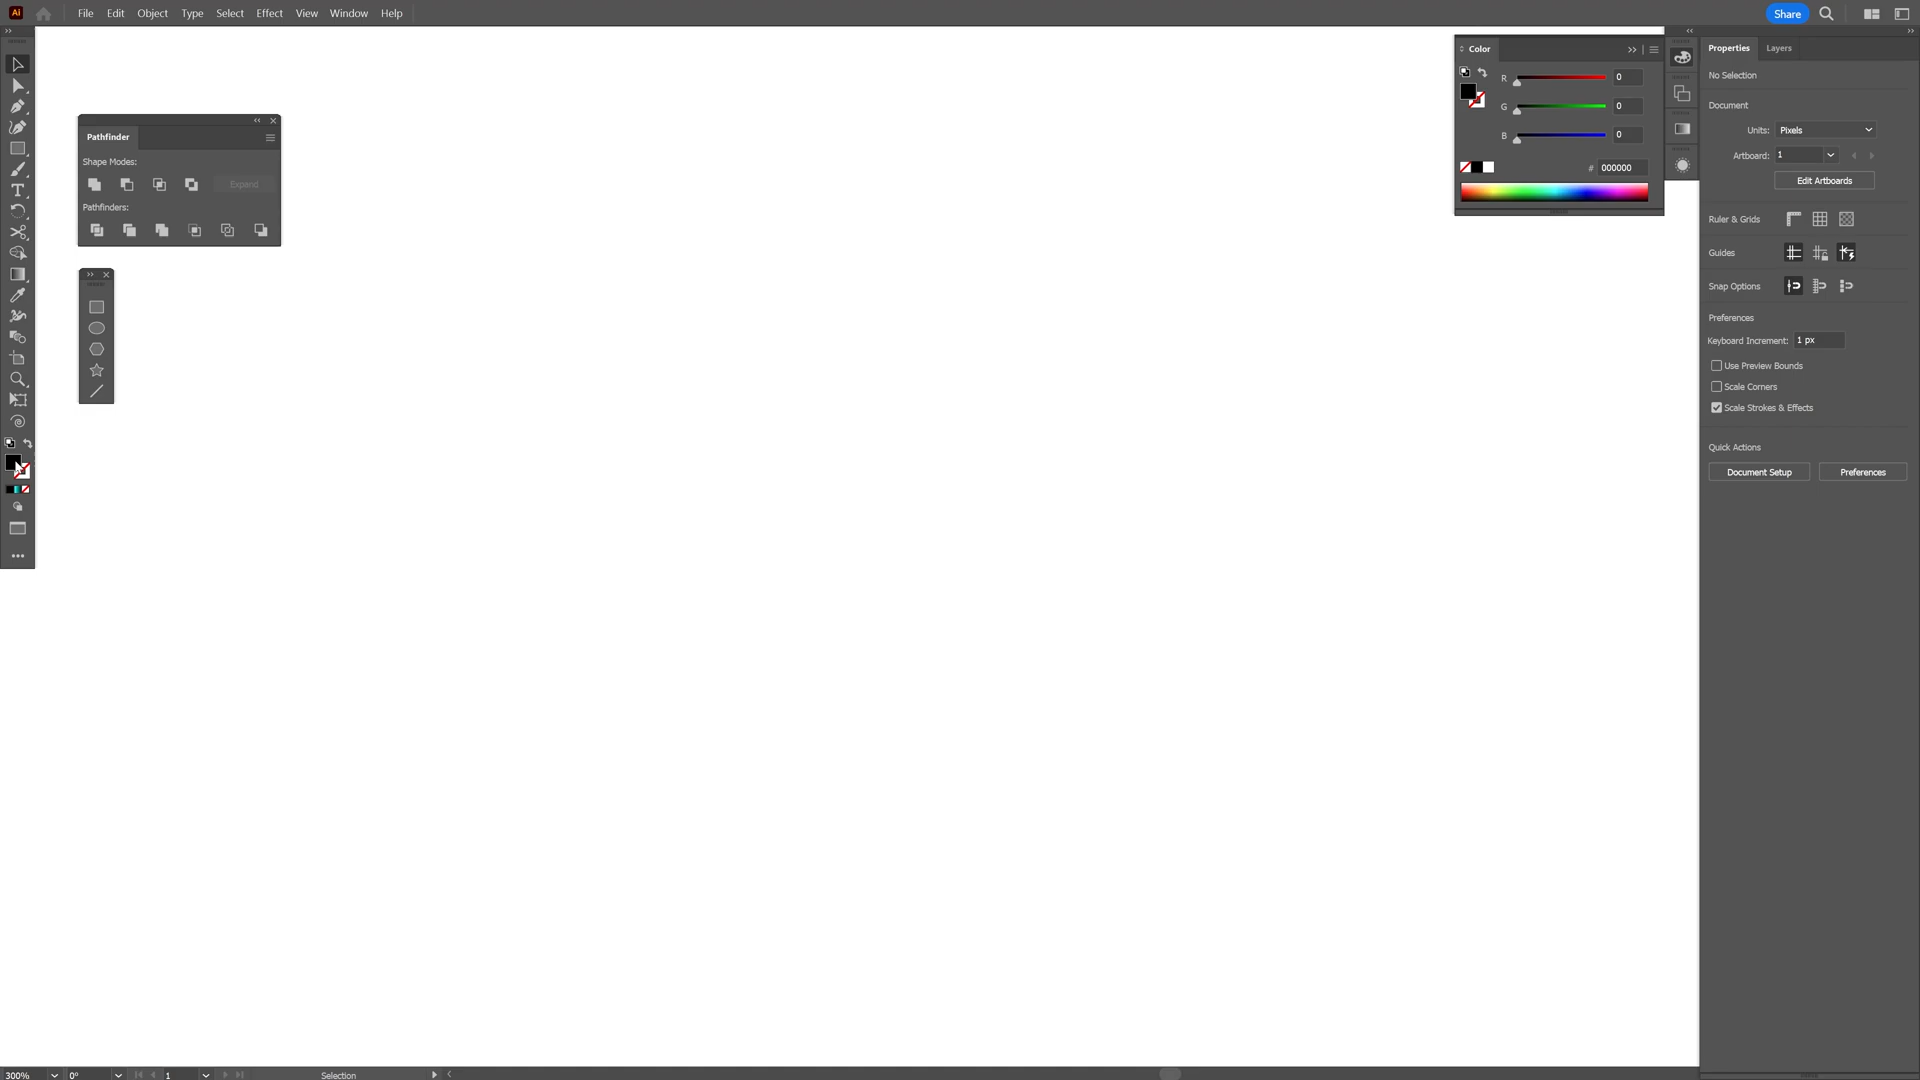 Ai
File Edit Object Type Select Effect View Window Help
Share
Pathfinder
Shape Modes:
Expand
Pathfinders:
Color
R 0
G 0
B 0
# 000000
Properties Layers
No Selection
Document
Units: Pixels
Artboard: 1
Edit Artboards
Ruler & Grids
Guides
Snap Options
Preferences
Keyboard Increment: 1 px
Use Preview Bounds
Scale Corners
Scale Strokes & Effects
Quick Actions
Document Setup Preferences
300% 0° 1 Selection